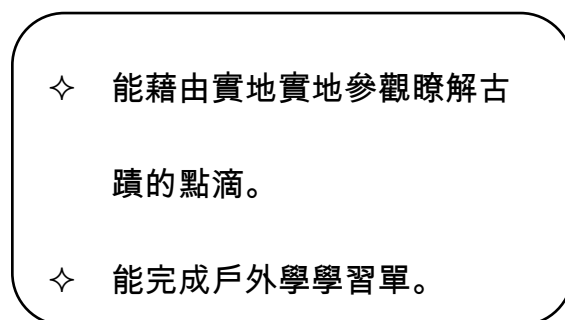 ✧ 能藉由實地實地參觀瞭解古
蹟的點滴。
✧ 能完成戶外學學習單。